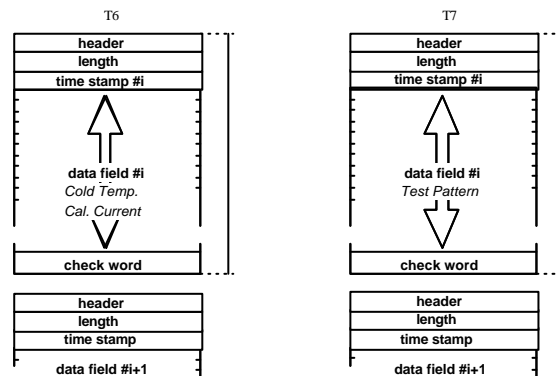 T6
header
length
time stamp #i
data field #i
Cold Temp.
Cal. Current
check word
header
length
time stamp
data field #i+1
T7
header
length
time stamp #i
data field #i
Test Pattern
check word
header
length
time stamp
data field #i+1